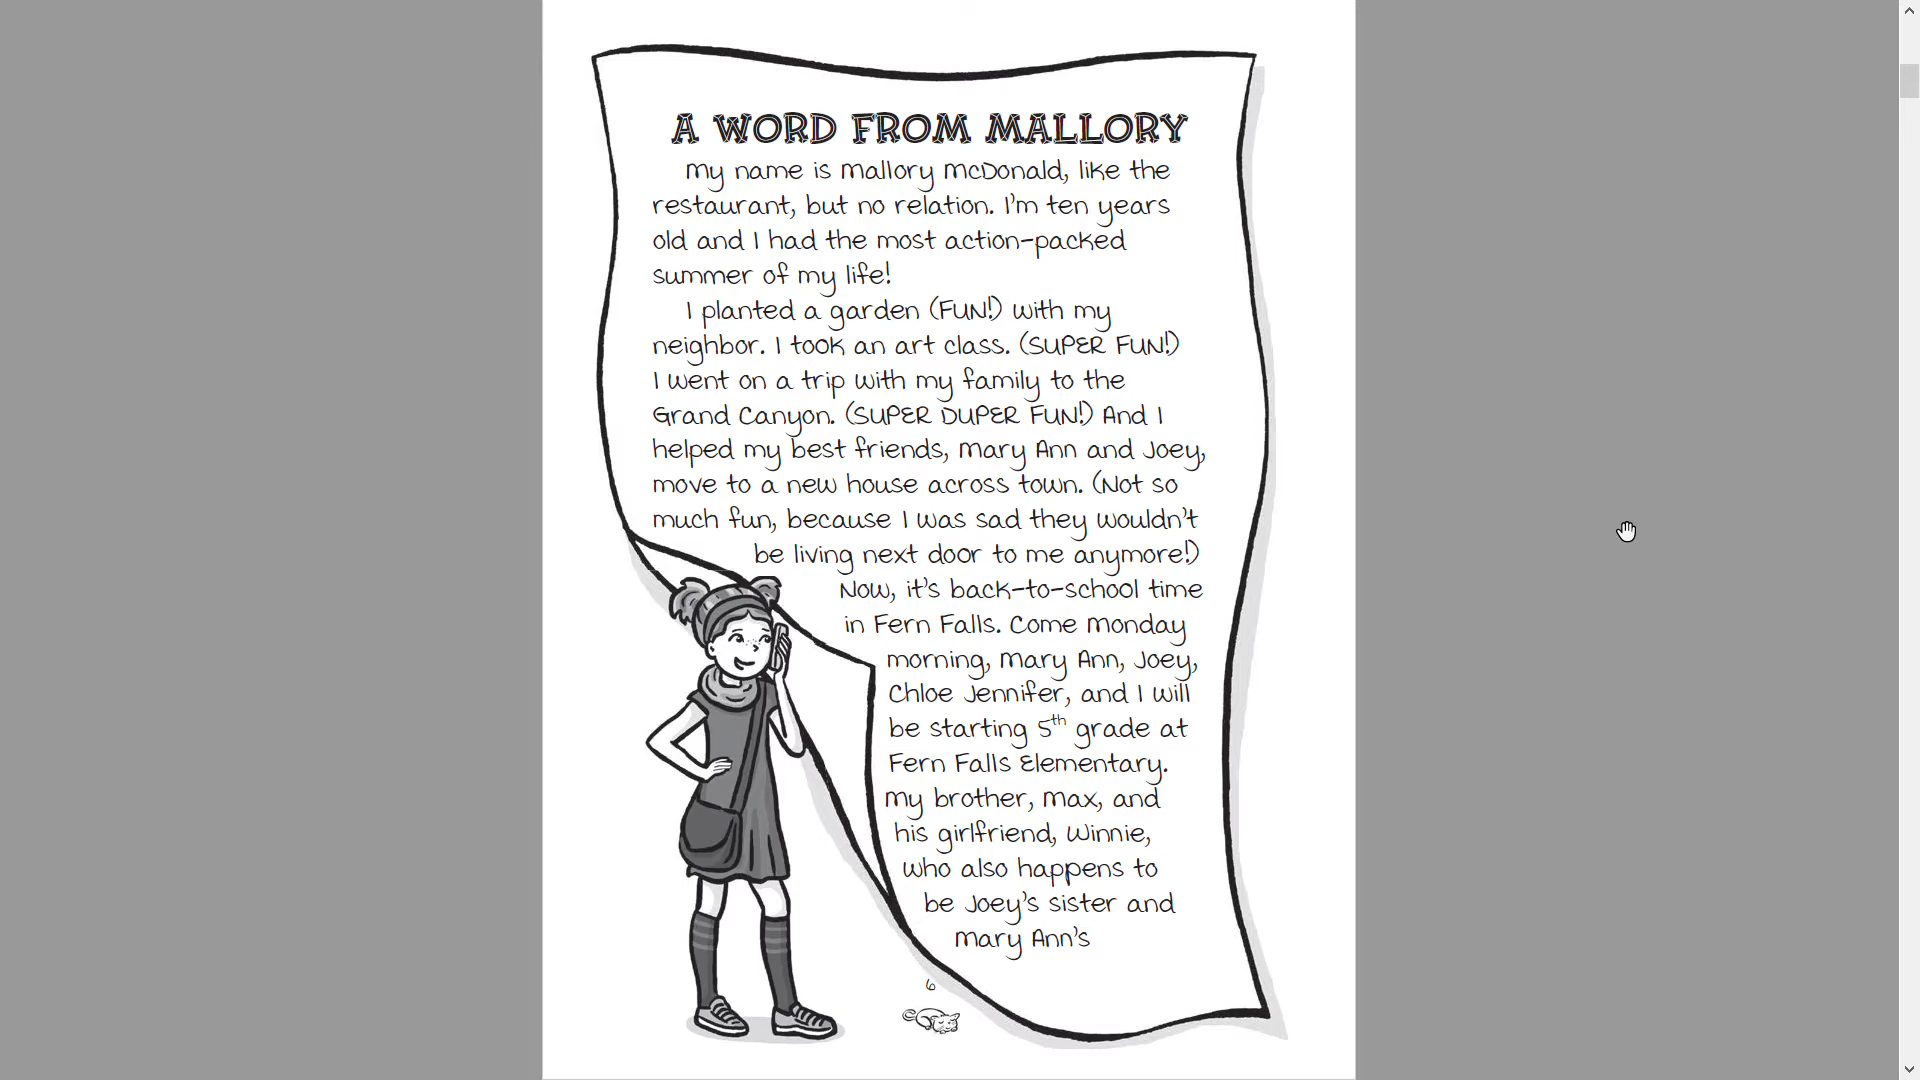 A WORD FROM MALLORY
My name is Mallory McDonald, like the
restaurant, but no relation. I'm ten years
old and I had the most action-packed
summer of my life!
I planted a garden (FUN!) with my
neighbor. I took an art class. (SUPER FUN!)
I went on a trip with my family to the
Grand Canyon. (SUPER DUPER FUN!) And I
helped my best friends, Mary Ann and Joey,
move to a new house across town. (Not so
much fun, because I was sad they wouldn't
be living next door to me anymore!)
Now, it's back-to-school time
in Fern Falls. Come Monday
morning, Mary Ann, Joey,
Chloe Jennifer, and I will
be starting 5th grade at
Fern Falls Elementary.
My brother, Max, and
his girlfriend, Winnie,
who also happens to
be Joey's sister and
Mary Ann's
6